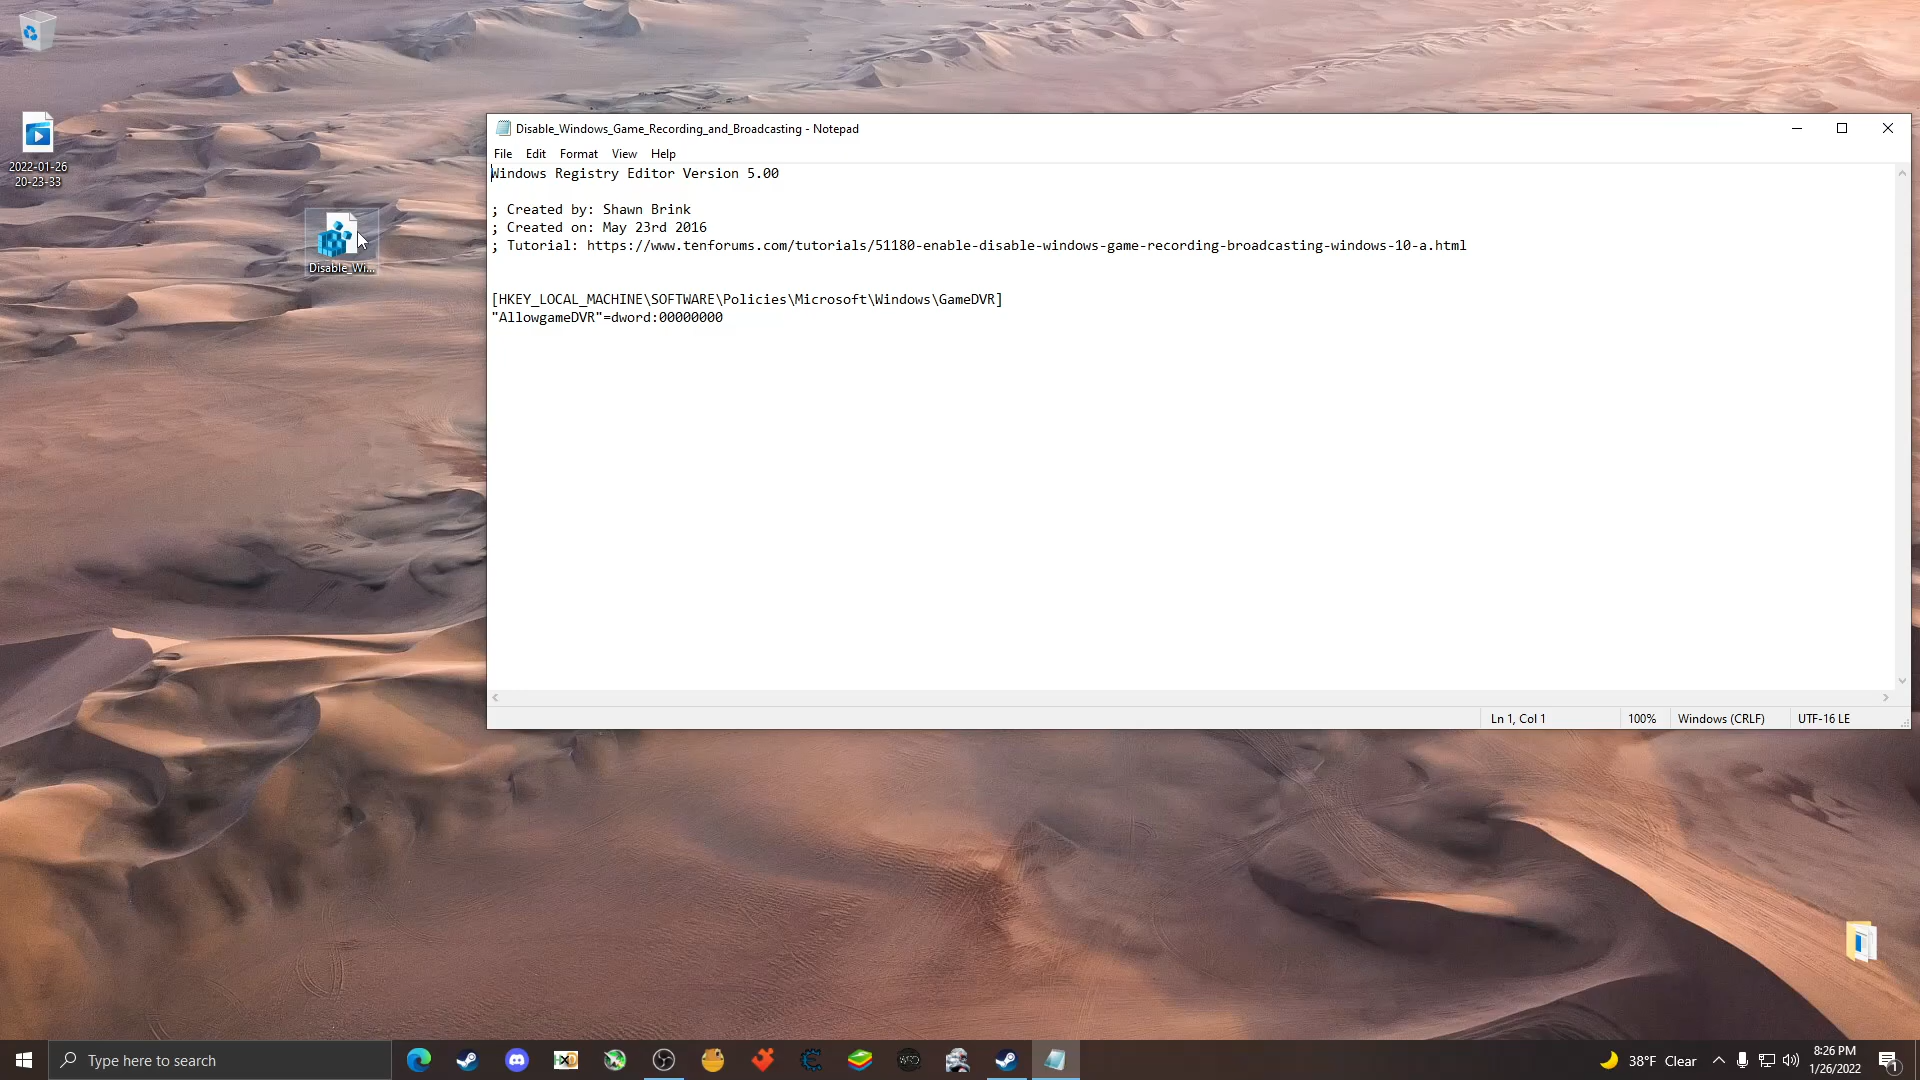 2022-01-26
20-23-33
Disable_Wi...
Disable_Windows_Game_Recording_and_Broadcasting - Notepad
File Edit Format View Help
Windows Registry Editor Version 5.00
; Created by: Shawn Brink
; Created on: May 23rd 2016
; Tutorial: https://www.tenforums.com/tutorials/51180-enable-disable-windows-game-recording-broadcasting-windows-10-a.html
[HKEY_LOCAL_MACHINE\SOFTWARE\Policies\Microsoft\Windows\GameDVR]
"AllowgameDVR"=dword:00000000
Ln 1, Col 1 100% Windows (CRLF) UTF-16 LE
Type here to search
38°F Clear
8:26 PM
1/26/2022
1